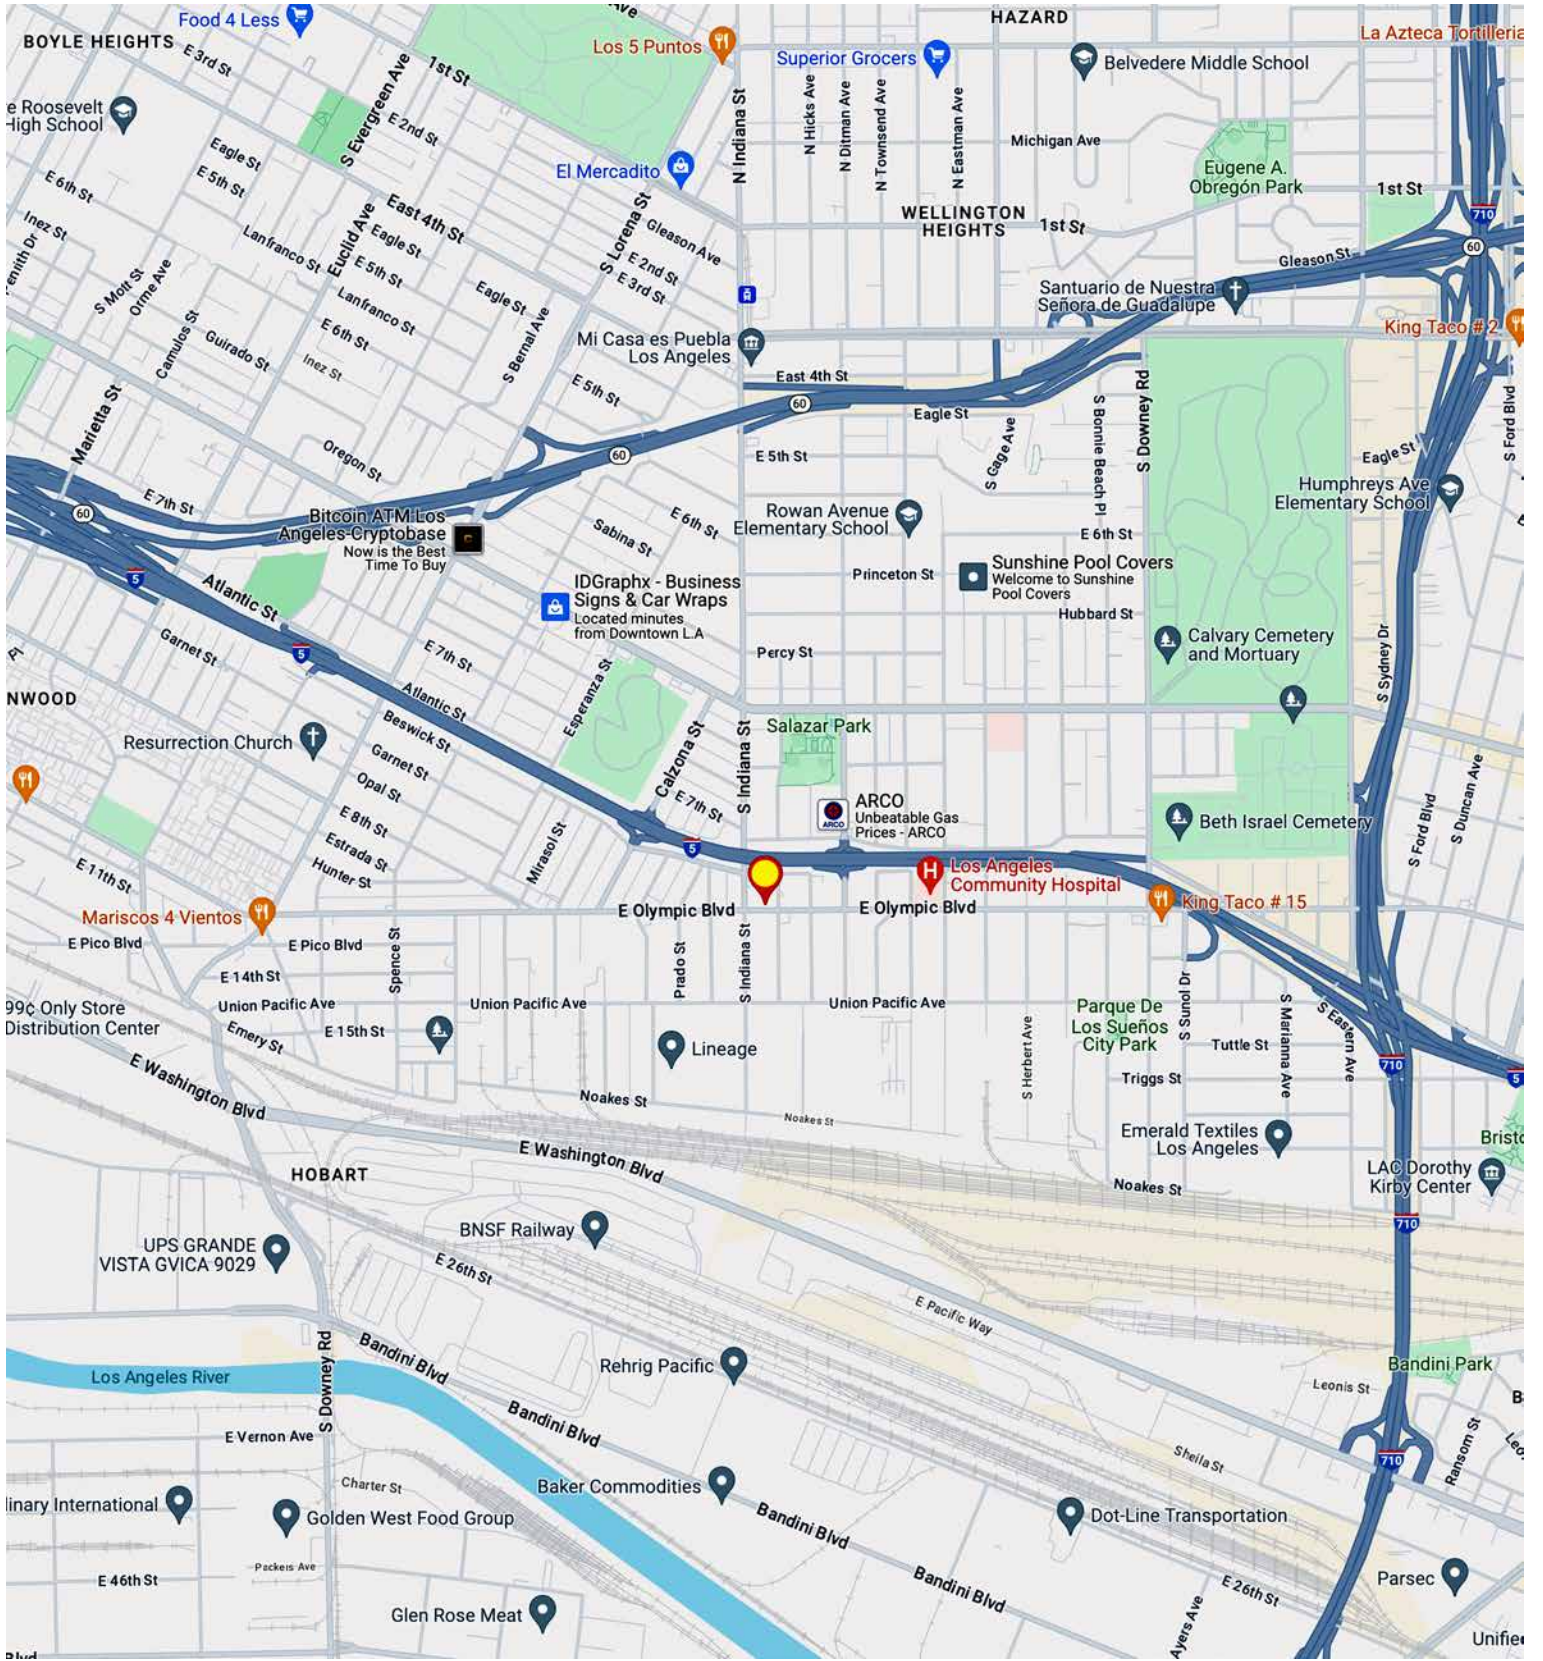 Food 4 Less
BOYLE HEIGHTS
E 3rd St
S Evergreen Ave
1st St
Ave
Los 5 Puntos
HAZARD
Superior Grocers
Belvedere Middle School
La Azteca Tortilleria
e Roosevelt
High School
E 2nd St
N Indiana St
N Hicks Ave
N Ditman Ave
N Townsend Ave
N Eastman Ave
Michigan Ave
Eagle St
E 5th St
El Mercadito
Eugene A.
Obregón Park
1st St
E 6th St
East 4th St
WELLINGTON
HEIGHTS
1st St
710
60
Inez St
Euclid Ave
Eagle St
S Lorena St
Gleason Ave
Lanfranco St
E 5th St
E 2nd St
E 3rd St
Gleason St
S Mott St
Orme Ave
Lanfranco St
Eagle St
Santuario de Nuestra
Señora de Guadalupe
Camulos St
Guirado St
E 6th St
S Bernal Ave
Mi Casa es Puebla
Los Angeles
King Taco # 2
Inez St
E 5th St
East 4th St
60
Eagle St
Marietta St
S Gage Ave
S Bonnie Beach Pl
S Downey Rd
S Ford Blvd
Oregon St
60
E 5th St
Eagle St
E 7th St
60
Bitcoin ATM Los
Angeles-Cryptobase
Now is the Best
Time To Buy
E 6th St
Sabina St
Rowan Avenue
Elementary School
Humphreys Ave
Elementary School
E 6th St
5
Atlantic St
IDGraphx - Business
Signs & Car Wraps
Located minutes
from Downtown L.A
Princeton St
Sunshine Pool Covers
Welcome to Sunshine
Pool Covers
Hubbard St
Garnet St
5
E 7th St
Percy St
Calvary Cemetery
and Mortuary
S Sydney Dr
NWOOD
Atlantic St
Esperanza St
Beswick St
Resurrection Church
Garnet St
Calzona St
S Indiana St
Salazar Park
Opal St
E 7th St
ARCO
ARCO
Unbeatable Gas
Prices - ARCO
Beth Israel Cemetery
S Ford Blvd
S Duncan Ave
E 8th St
Estrada St
Mirasol St
5
E 11th St
Hunter St
Los Angeles
Community Hospital
Mariscos 4 Vientos
E Olympic Blvd
E Olympic Blvd
King Taco # 15
E Pico Blvd
E Pico Blvd
Spence St
E 14th St
Prado St
S Indiana St
Union Pacific Ave
Union Pacific Ave
Union Pacific Ave
99¢ Only Store
Distribution Center
Emery St
E 15th St
Parque De
Los Sueños
City Park
S Sunol Dr
S Marianna Ave
S Eastern Ave
Lineage
S Herbert Ave
Tuttle St
E Washington Blvd
710
5
Triggs St
Noakes St
Noakes St
E Washington Blvd
Emerald Textiles
Los Angeles
Bristo
HOBART
Noakes St
LAC Dorothy
Kirby Center
710
UPS GRANDE
VISTA GVICA 9029
BNSF Railway
E 26th St
E Pacific Way
S Downey Rd
Bandini Blvd
Los Angeles River
Rehrig Pacific
Bandini Park
Leonis St
E Vernon Ave
Bandini Blvd
Ransom St
710
Sheila St
Charter St
Baker Commodities
linary International
Golden West Food Group
Bandini Blvd
Dot-Line Transportation
Packers Ave
E 46th St
Bandini Blvd
E 26th St
Parsec
Glen Rose Meat
Ayers Ave
Unified
Blvd